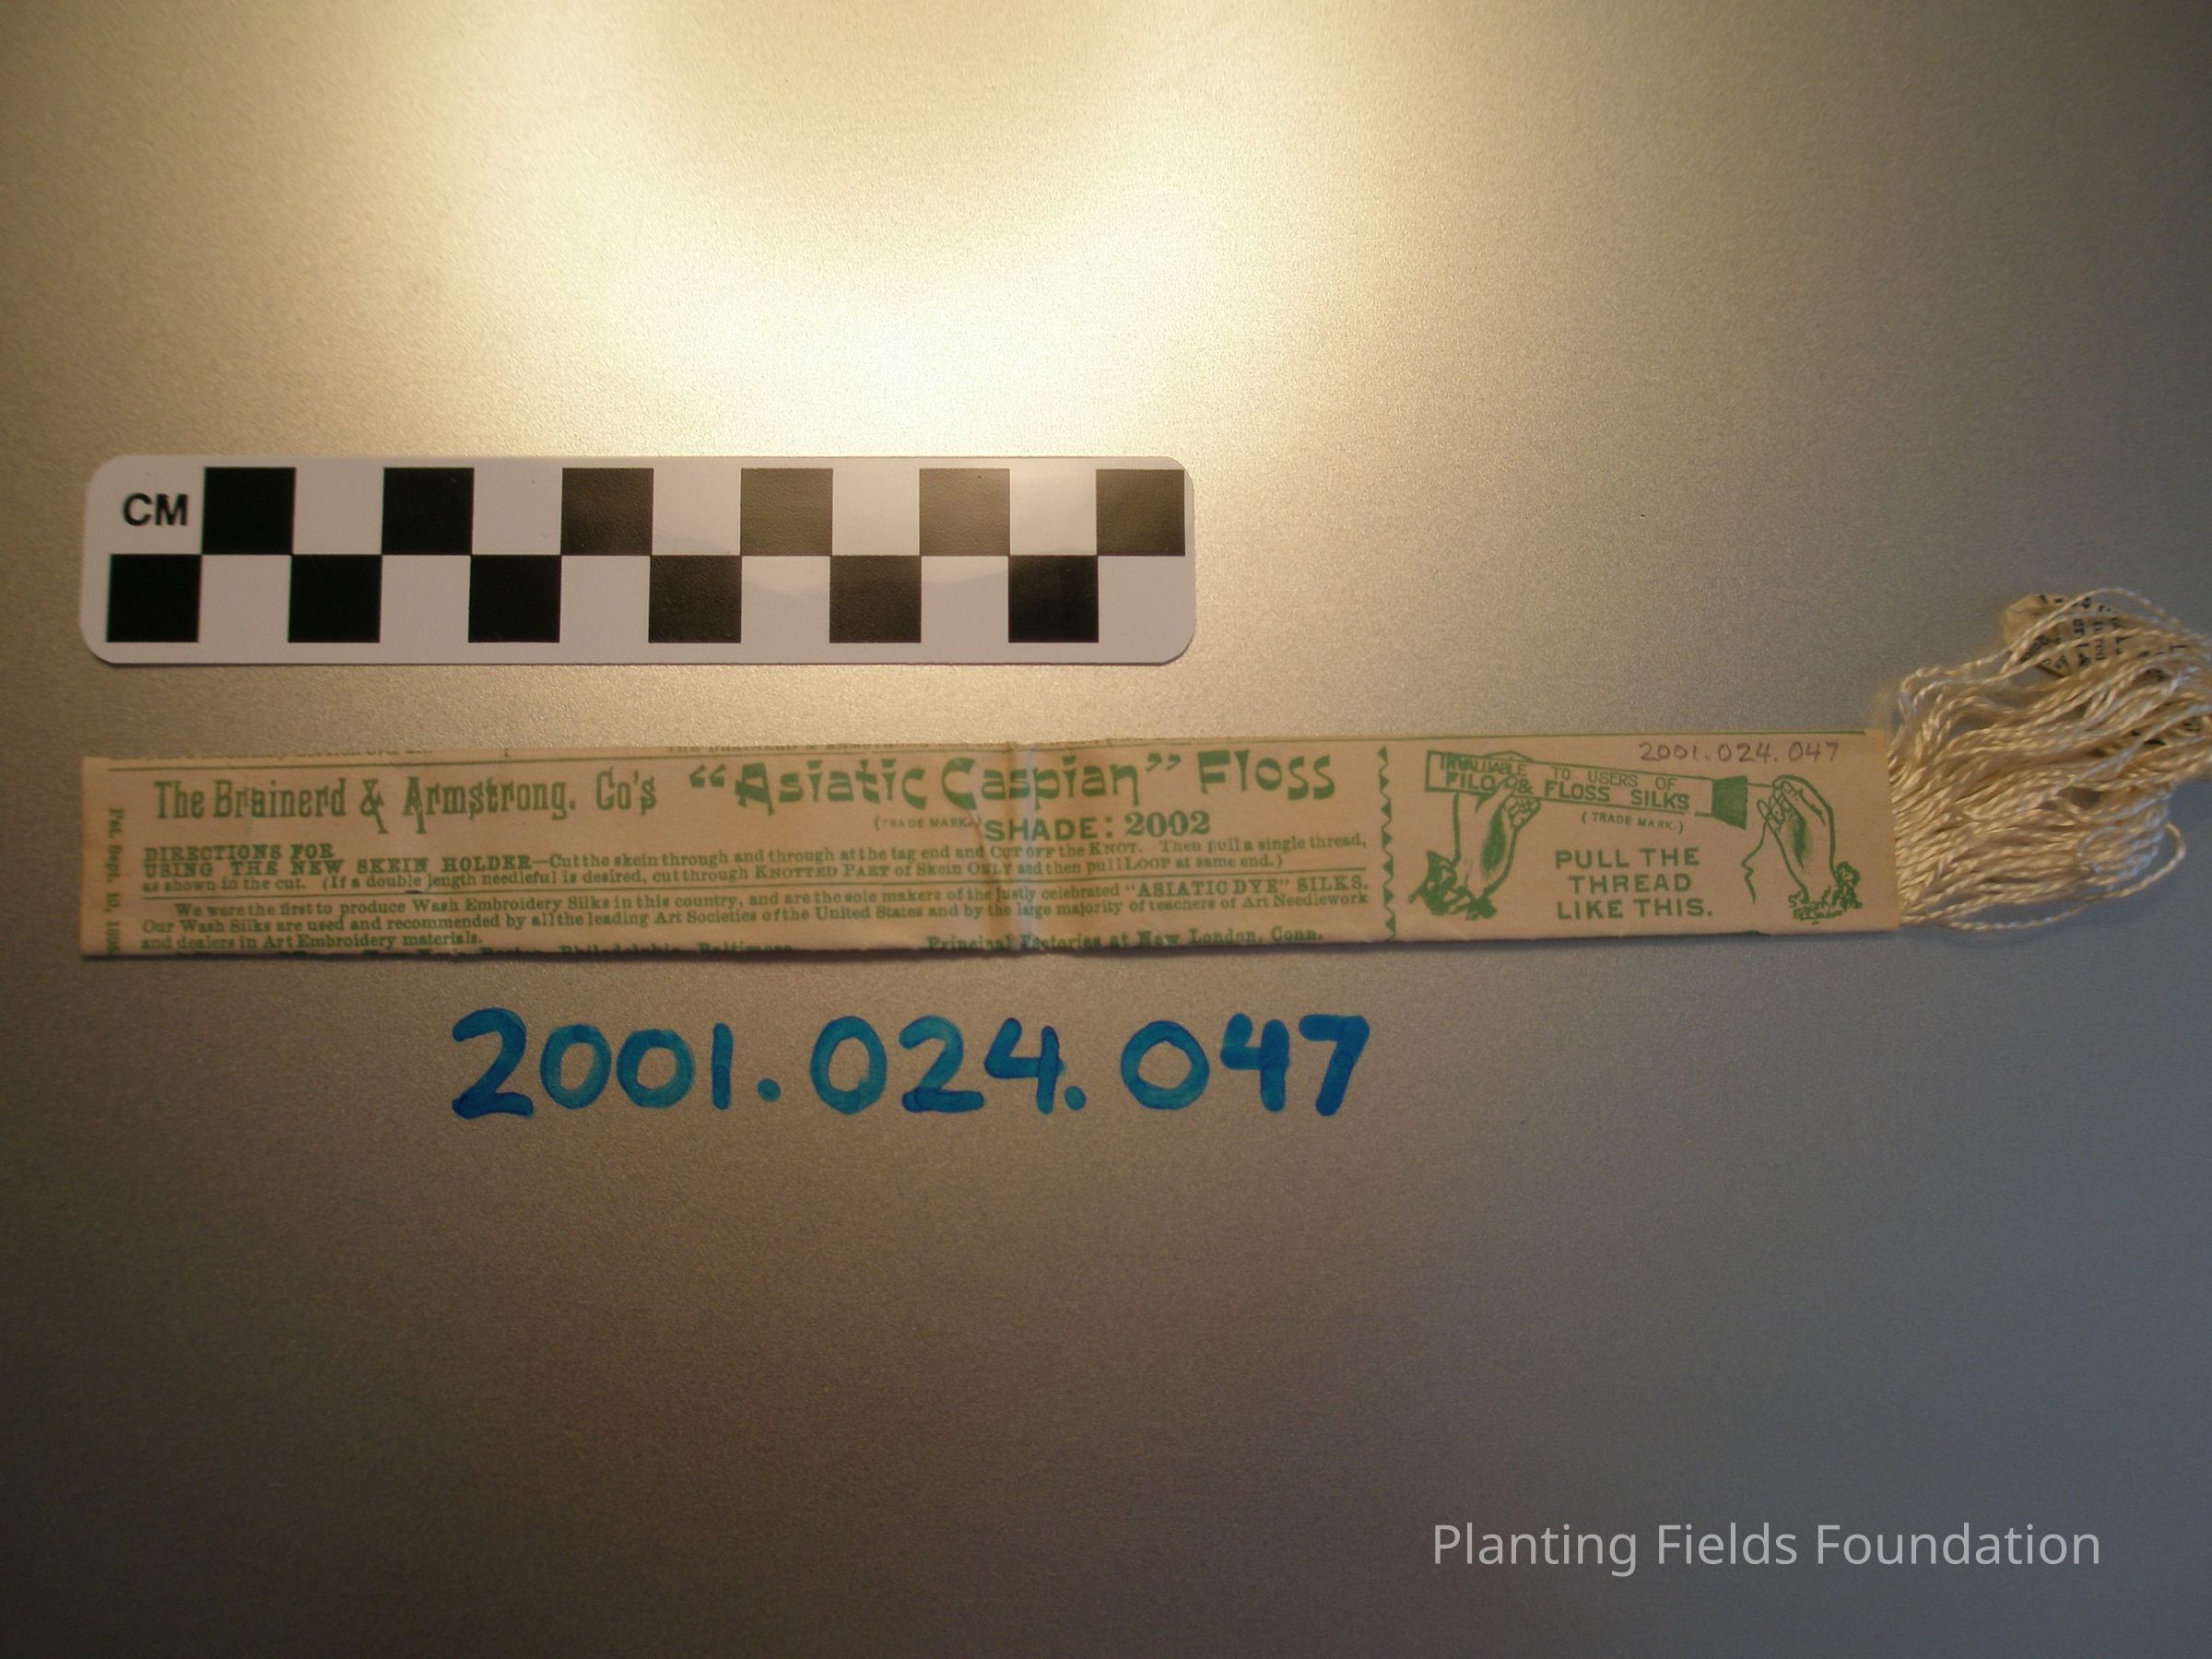 CM
2001.024.047
The Brainerd & Armstrong. Co's "Asiatic Caspian" Floss
(TRADE MARK.)
SHADE: 2002
DIRECTIONS FOR
USING THE NEW SKEIN HOLDER—Cut the skein through and through at the tag end and CUT OFF the KNOT. Then pull a single thread,
as shown in the cut. (If a double length needleful is desired, cut through KNOTTED PART of Skein ONLY and then pull LOOP at same end.)
We were the first to produce Wash Embroidery Silks in this country, and are the sole makers of the justly celebrated "ASIATIC DYE" SILKS.
Our Wash Silks are used and recommended by all the leading Art Societies of the United States and by the large majority of teachers of Art Needlework
and dealers in Art Embroidery materials.
Philadelphia, Baltimore
Principal Factories at New London, Conn.
Pat. Sept. 10,
INVALUABLE TO USERS OF
FILO & FLOSS SILKS
(TRADE MARK.)
PULL THE
THREAD
LIKE THIS.
2001.024.047
Planting Fields Foundation